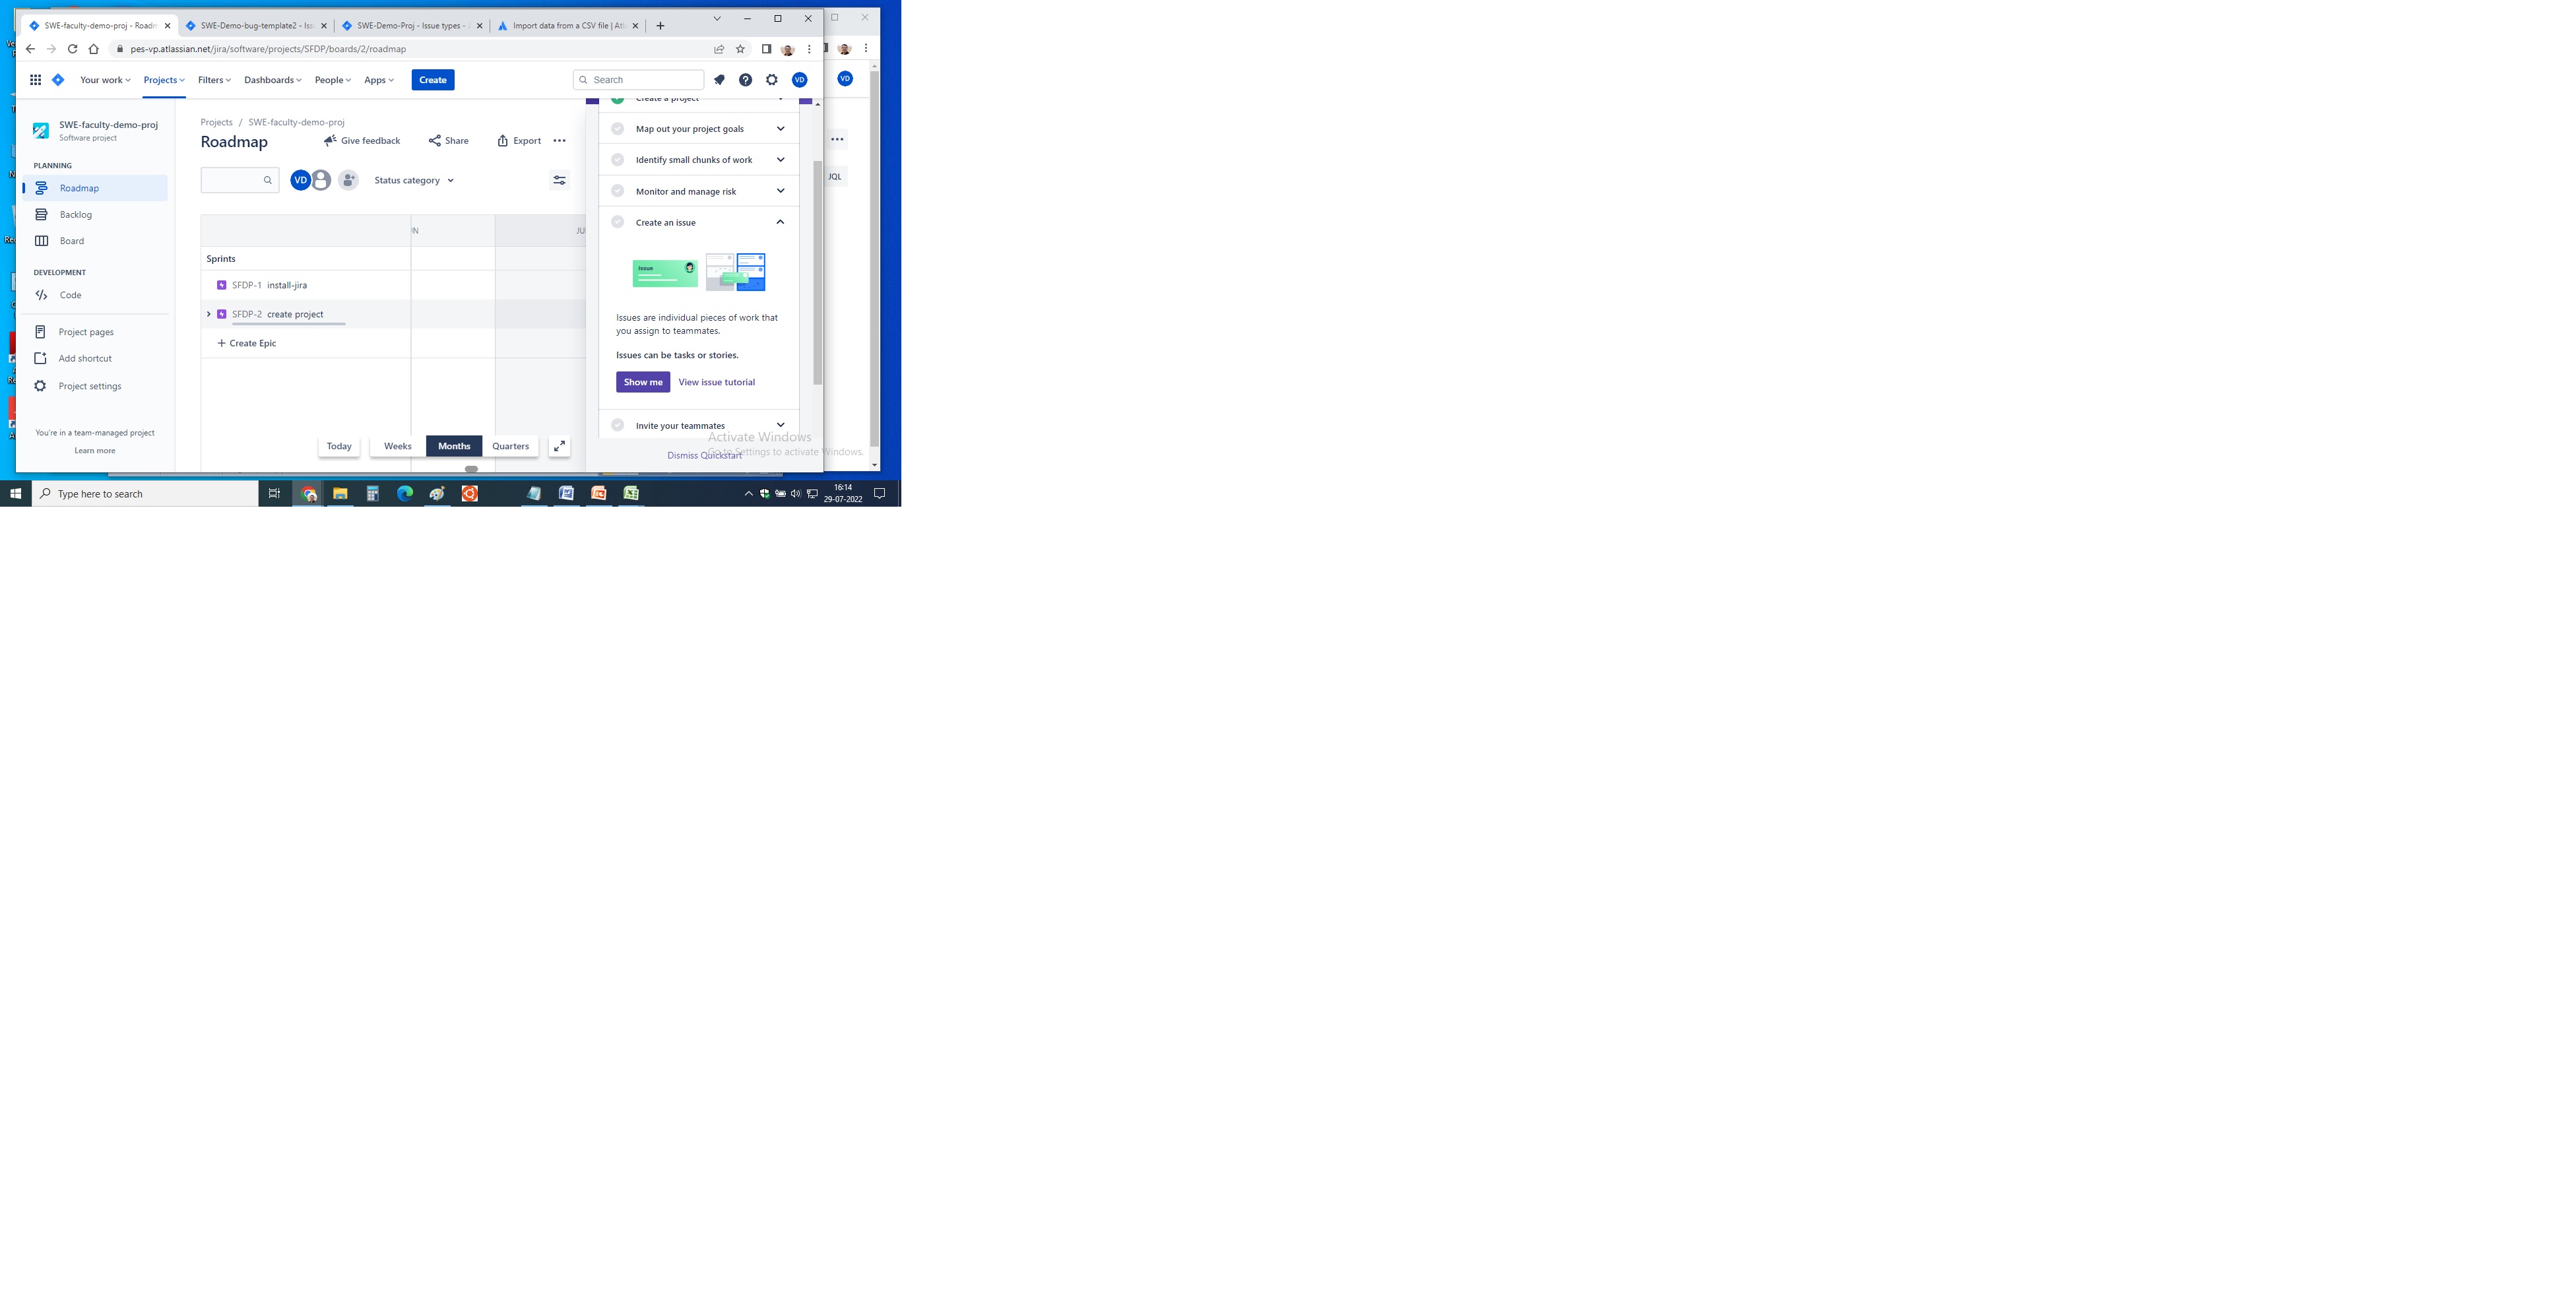 SWE-faculty-demo-proj - Roadm
SWE-Demo-bug-template2 - Iss
SWE-Demo-Proj - Issue types -
Import data from a CSV file | Atl
pes-vp.atlassian.net/jira/software/projects/SFDP/boards/2/roadmap
Your work
Projects
Filters
Dashboards
People
Apps
Create
Search
VD
VD
SWE-faculty-demo-proj
Software project
PLANNING
Roadmap
Backlog
Board
DEVELOPMENT
Code
Project pages
Add shortcut
Project settings
You're in a team-managed project
Learn more
Projects / SWE-faculty-demo-proj
Roadmap
Give feedback
Share
Export
VD
Status category
JU
Sprints
SFDP-1 install-jira
SFDP-2 create project
+ Create Epic
Today
Weeks
Months
Quarters
Create a project
Map out your project goals
Identify small chunks of work
Monitor and manage risk
Create an issue
Issue
Issues are individual pieces of work that
you assign to teammates.
Issues can be tasks or stories.
Show me
View issue tutorial
Invite your teammates
Dismiss Quickstart
JQL
Activate Windows
Go to Settings to activate Windows.
Type here to search
16:14
29-07-2022